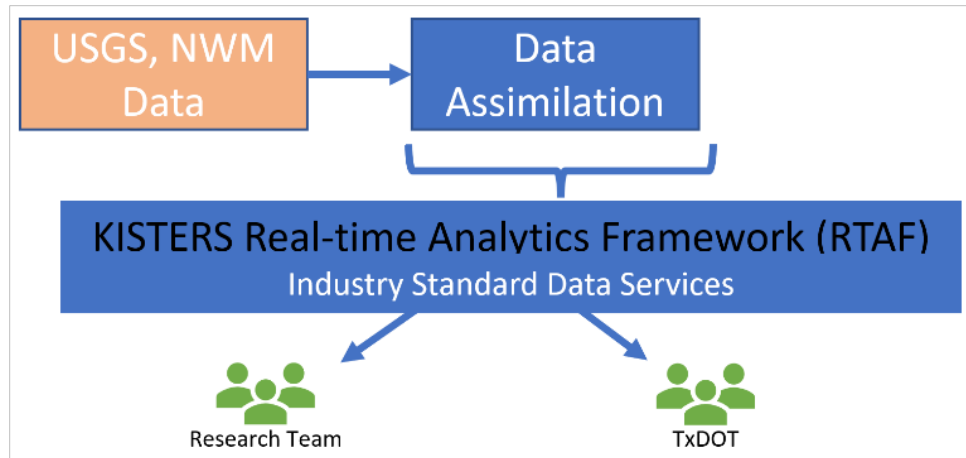 USGS, NWM
Data
Data
Assimilation
KISTERS Real-time Analytics Framework (RTAF)
Industry Standard Data Services
Research Team
TxDOT